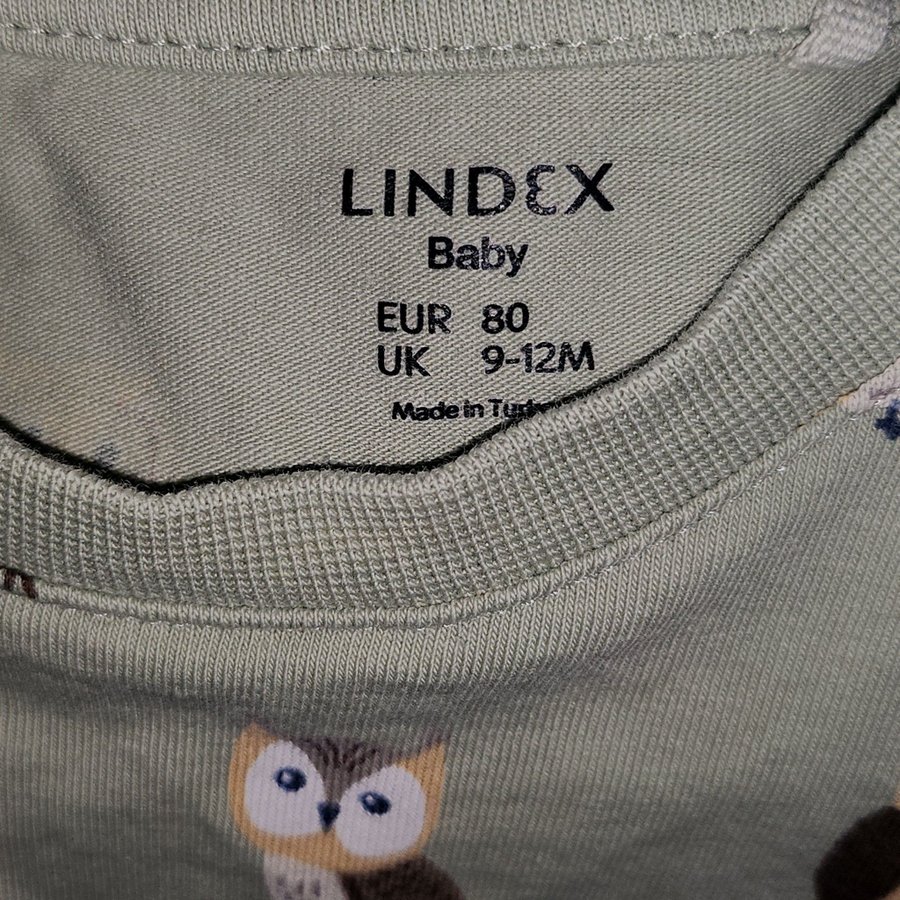 LINDEX
Baby
EUR 80
UK 9-12M
Made in